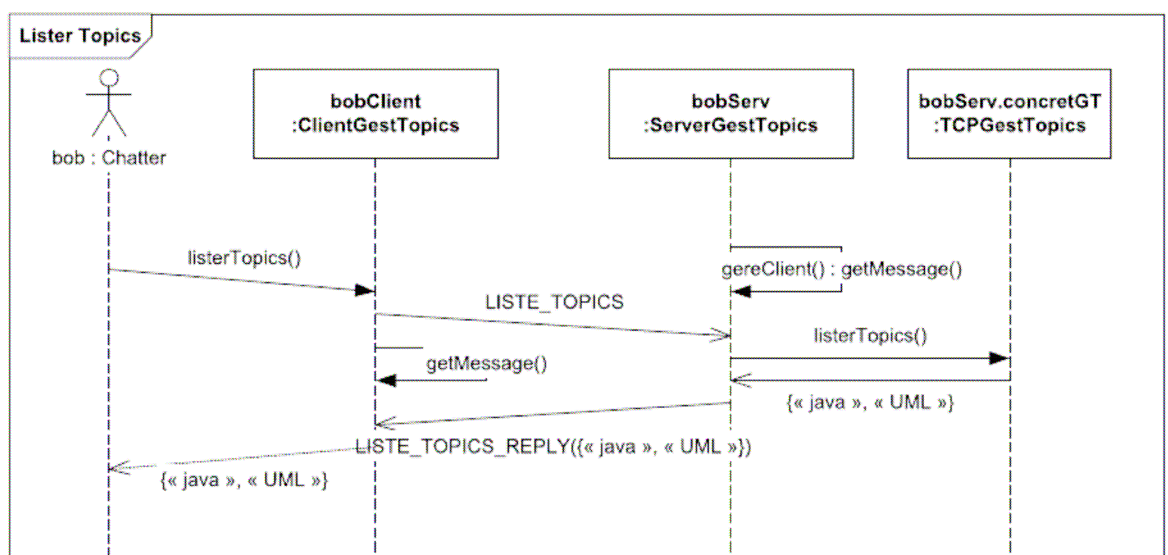 Lister Topics
bob : Chatter
bobClient
:ClientGestTopics
bobServ
:ServerGestTopics
bobServ.concretGT
:TCPGestTopics
listerTopics()
gereClient() : getMessage()
LISTE_TOPICS
listerTopics()
getMessage()
{« java », « UML »}
LISTE_TOPICS_REPLY({« java », « UML »})
{« java », « UML »}